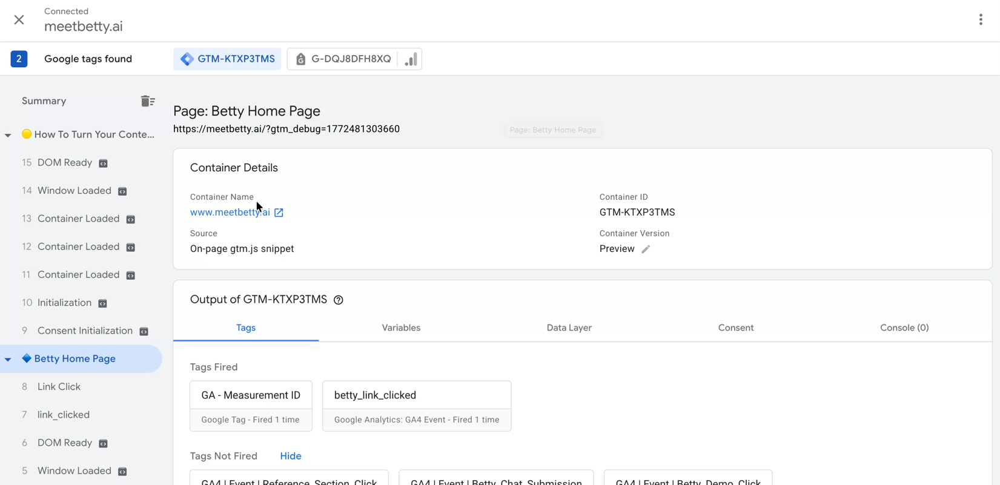 Connected
meetbetty.ai
2 Google tags found GTM-KTXP3TMS G-DQJ8DFH8XQ
Summary
How To Turn Your Conte...
15 DOM Ready
14 Window Loaded
13 Container Loaded
12 Container Loaded
11 Container Loaded
10 Initialization
9 Consent Initialization
Betty Home Page
8 Link Click
7 link_clicked
6 DOM Ready
5 Window Loaded
Page: Betty Home Page
https://meetbetty.ai/?gtm_debug=1772481303660
Page: Betty Home Page
Container Details
Container Name
www.meetbetty.ai
Container ID
GTM-KTXP3TMS
Source
On-page gtm.js snippet
Container Version
Preview
Output of GTM-KTXP3TMS
Tags Variables Data Layer Consent Console (0)
Tags Fired
GA - Measurement ID
Google Tag - Fired 1 time
betty_link_clicked
Google Analytics: GA4 Event - Fired 1 time
Tags Not Fired Hide
GA4 | Event | Reference_Section_Click
GA4 | Event | Betty_Chat_Submission
GA4 | Event | Betty_Demo_Click